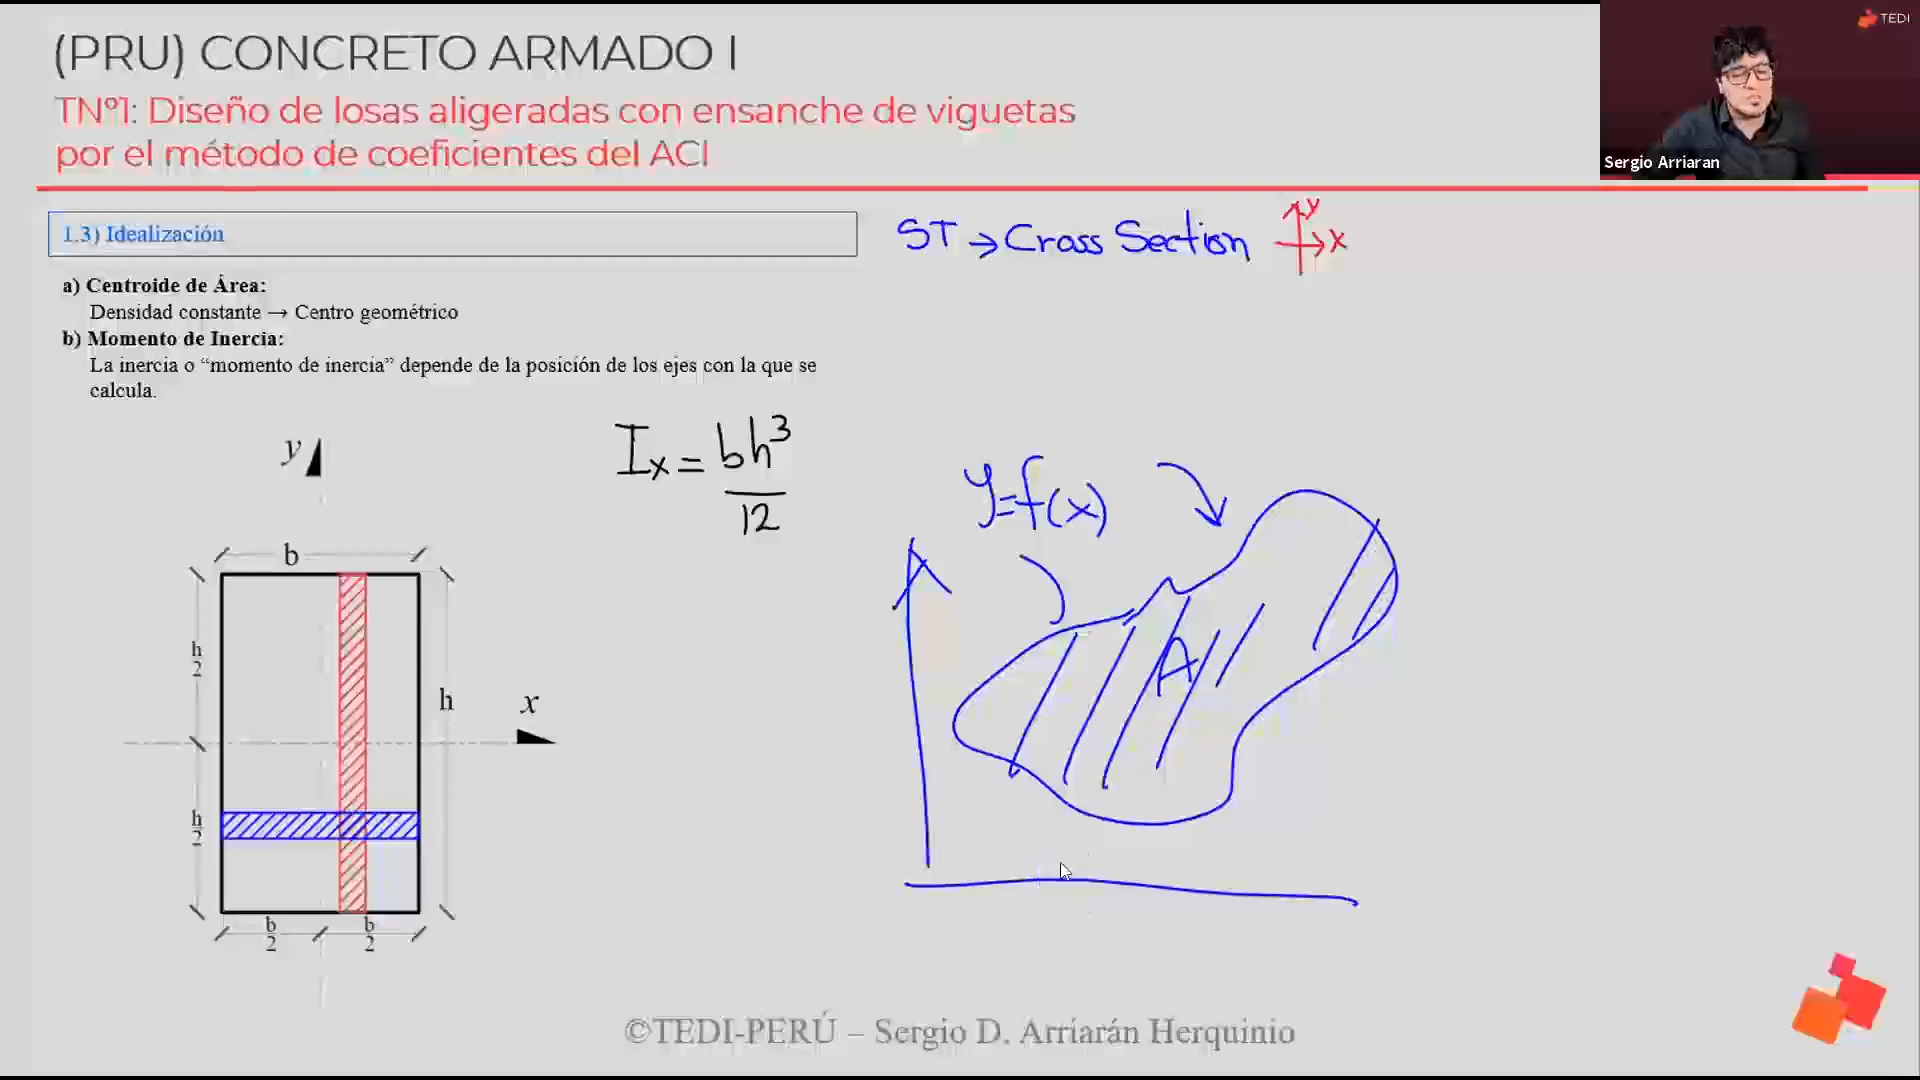 (PRU) CONCRETO ARMADO I
TNº1: Diseño de losas aligeradas con ensanche de viguetas
por el método de coeficientes del ACI
TEDI
Sergio Arriaran
1.3) Idealización
ST → Cross Section
y
x
a) Centroide de Área:
Densidad constante → Centro geométrico
b) Momento de Inercia:
La inercia o “momento de inercia” depende de la posición de los ejes con la que se
calcula.
Ix = bh³
12
y
y=f(x)
b
h
2
A
h
x
h
2
b
2
b
2
©TEDI-PERÚ – Sergio D. Arriarán Herquinio